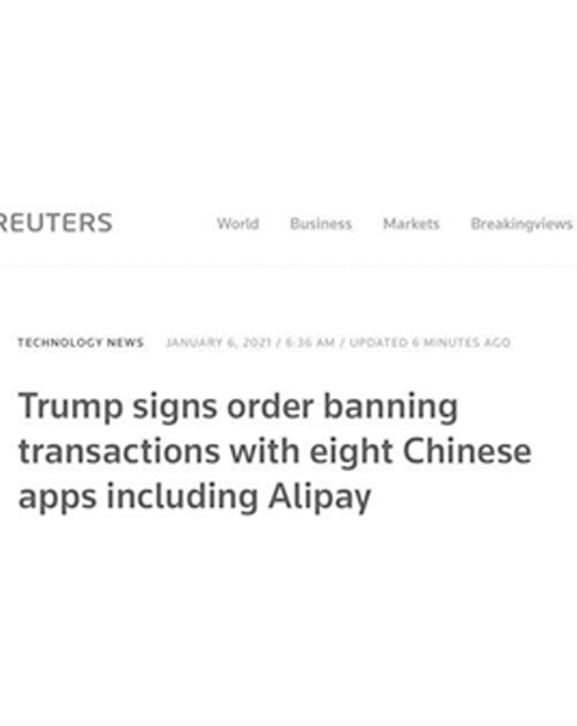 REUTERS World Business Markets Breakingviews
TECHNOLOGY NEWS JANUARY 6, 2021 / 6:36 AM / UPDATED 6 MINUTES AGO
Trump signs order banning
transactions with eight Chinese
apps including Alipay